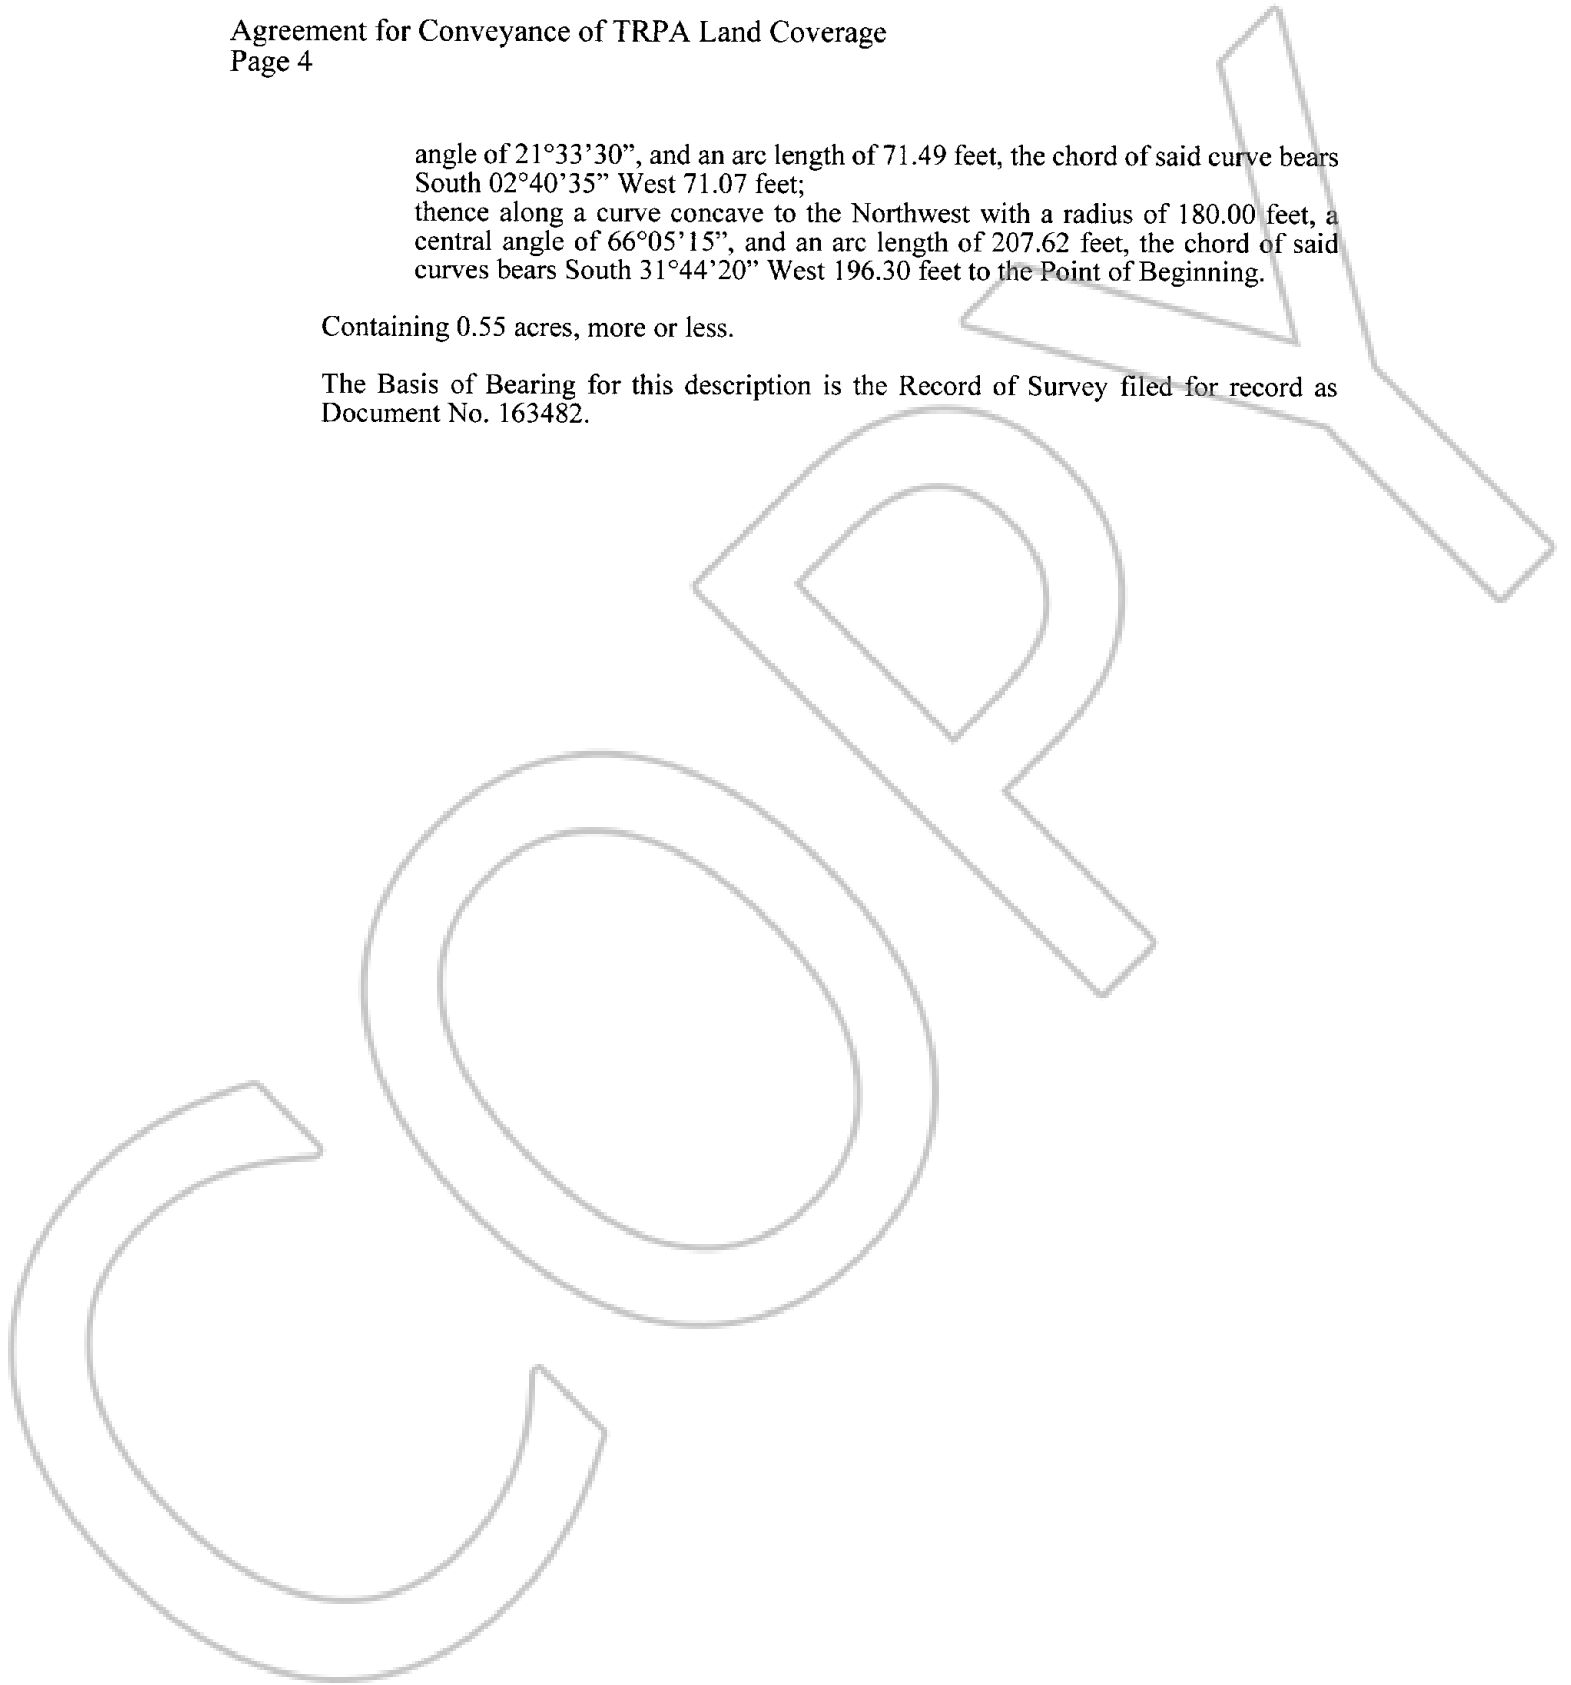 Agreement for Conveyance of TRPA Land Coverage
Page 4
angle of 21°33’30”, and an arc length of 71.49 feet, the chord of said curve bears
South 02°40’35” West 71.07 feet;
thence along a curve concave to the Northwest with a radius of 180.00 feet, a
central angle of 66°05’15”, and an arc length of 207.62 feet, the chord of said
curves bears South 31°44’20” West 196.30 feet to the Point of Beginning.
Containing 0.55 acres, more or less.
The Basis of Bearing for this description is the Record of Survey filed for record as
Document No. 163482.
COPY